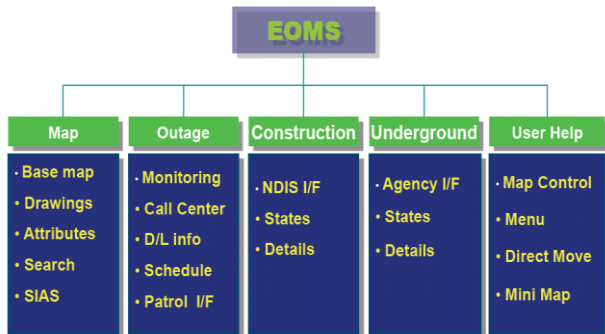 EOMS
Map
• Base map
• Drawings
• Attributes
• Search
• SIAS
Outage
• Monitoring
• Call Center
• D/L info
• Schedule
• Patrol I/F
Construction
• NDIS I/F
• States
• Details
Underground
• Agency I/F
• States
• Details
User Help
• Map Control
• Menu
• Direct Move
• Mini Map